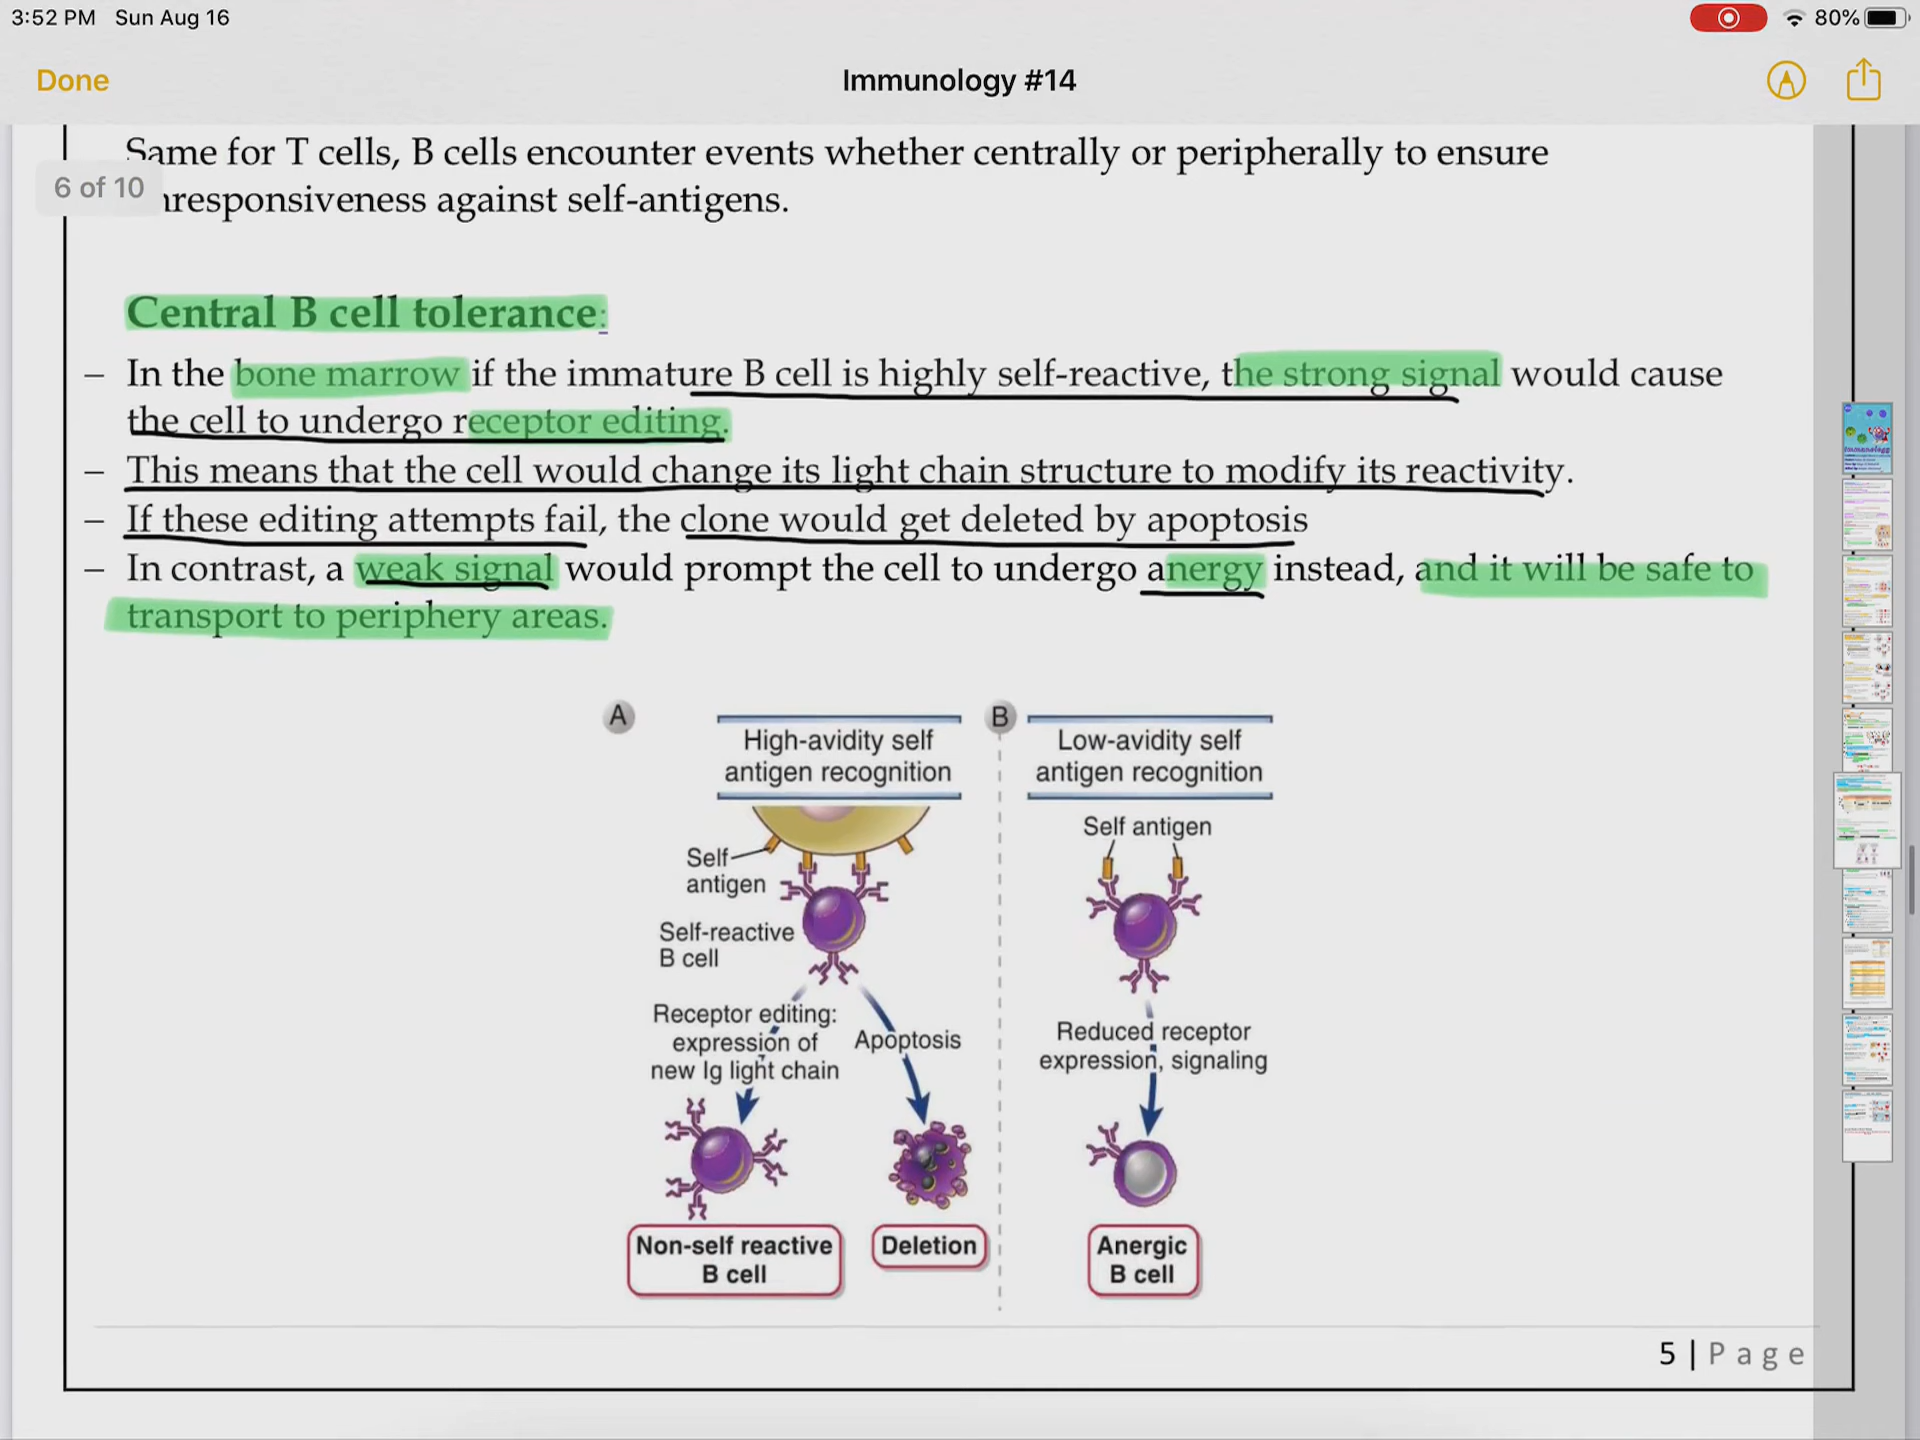 3:52 PM Sun Aug 16
80%
Done
Immunology #14
Same for T cells, B cells encounter events whether centrally or peripherally to ensure
6 of 10
nresponsiveness against self-antigens.
Central B cell tolerance:
– In the bone marrow if the immature B cell is highly self-reactive, the strong signal would cause
the cell to undergo receptor editing.
– This means that the cell would change its light chain structure to modify its reactivity.
– If these editing attempts fail, the clone would get deleted by apoptosis
– In contrast, a weak signal would prompt the cell to undergo anergy instead, and it will be safe to
transport to periphery areas.
A
High-avidity self
antigen recognition
Self
antigen
Self-reactive
B cell
Receptor editing:
expression of
new Ig light chain
Apoptosis
Non-self reactive
B cell
Deletion
B
Low-avidity self
antigen recognition
Self antigen
Reduced receptor
expression, signaling
Anergic
B cell
5 | Page